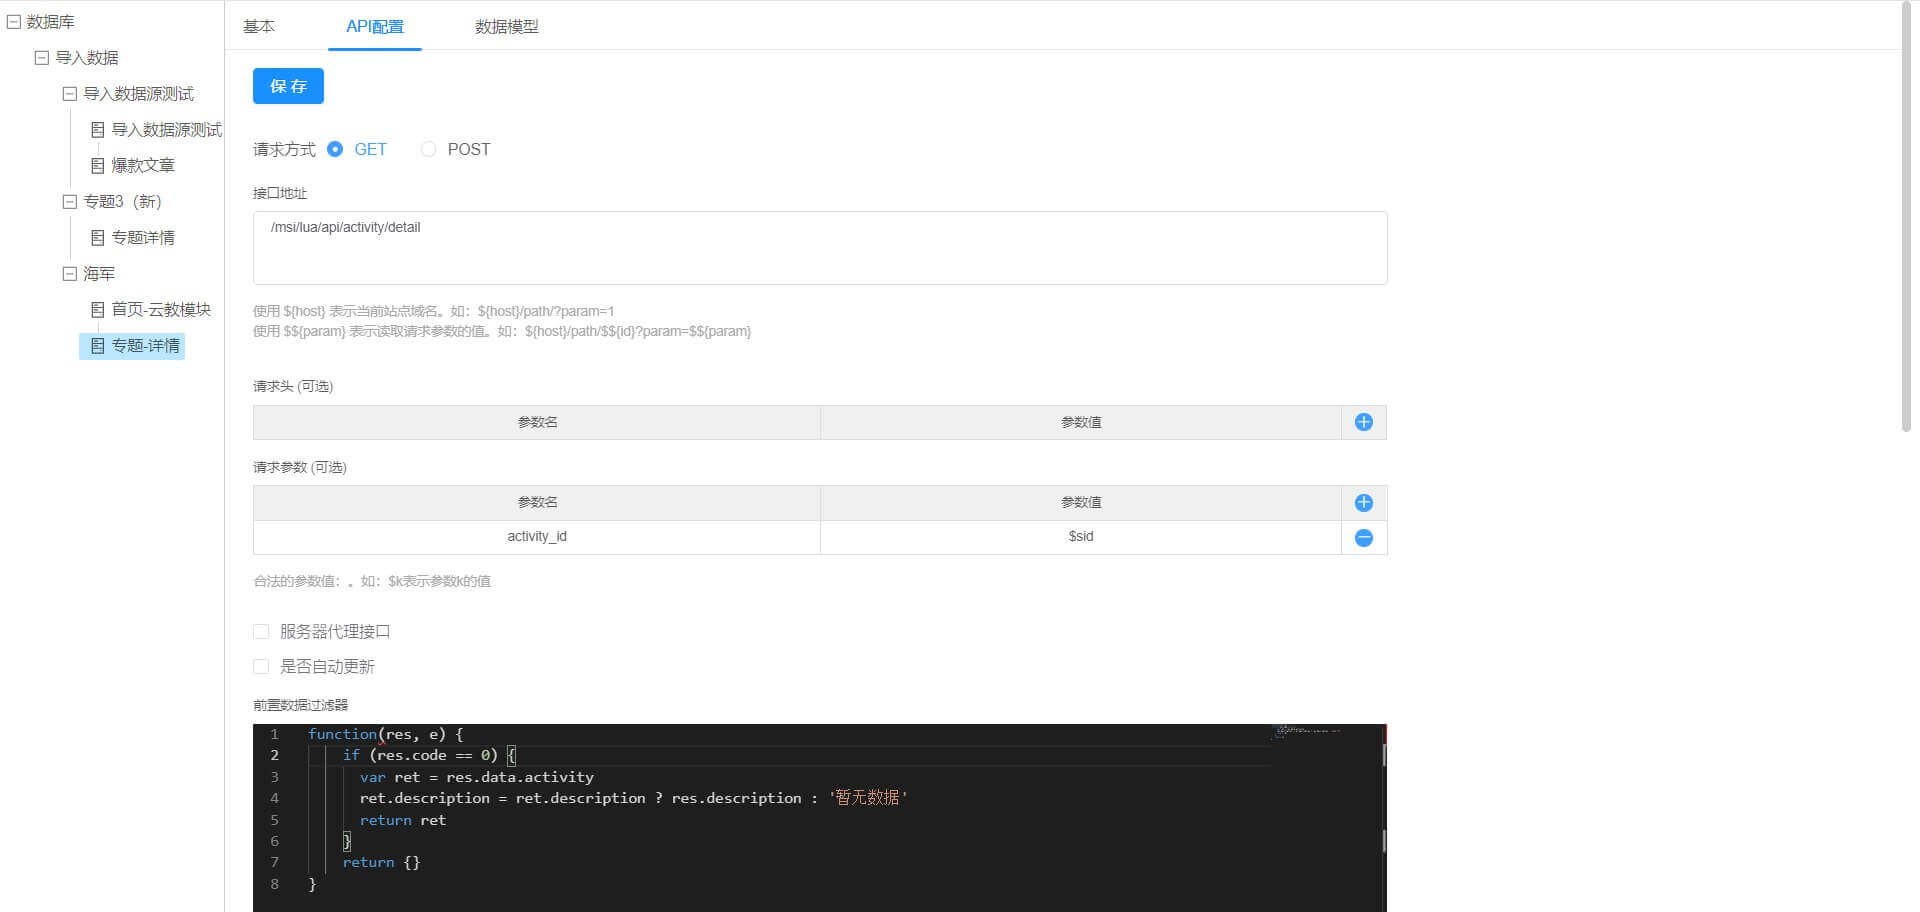 数据库
导入数据
导入数据源测试
导入数据源测试
爆款文章
专题3（新）
专题详情
海军
首页-云教模块
专题-详情
基本
API配置
数据模型
保 存
请求方式 GET POST
接口地址
/msi/lua/api/activity/detail
使用 ${host} 表示当前站点域名。如：${host}/path/?param=1
使用 $${param} 表示读取请求参数的值。如：${host}/path/$${id}?param=$${param}
请求头 (可选)
参数名 参数值
请求参数 (可选)
参数名 参数值
activity_id $sid
合法的参数值：。如：$k表示参数k的值
服务器代理接口
是否自动更新
前置数据过滤器
1 function(res, e) {
2 if (res.code == 0) {
3 var ret = res.data.activity
4 ret.description = ret.description ? res.description : '暂无数据'
5 return ret
6 }
7 return {}
8 }